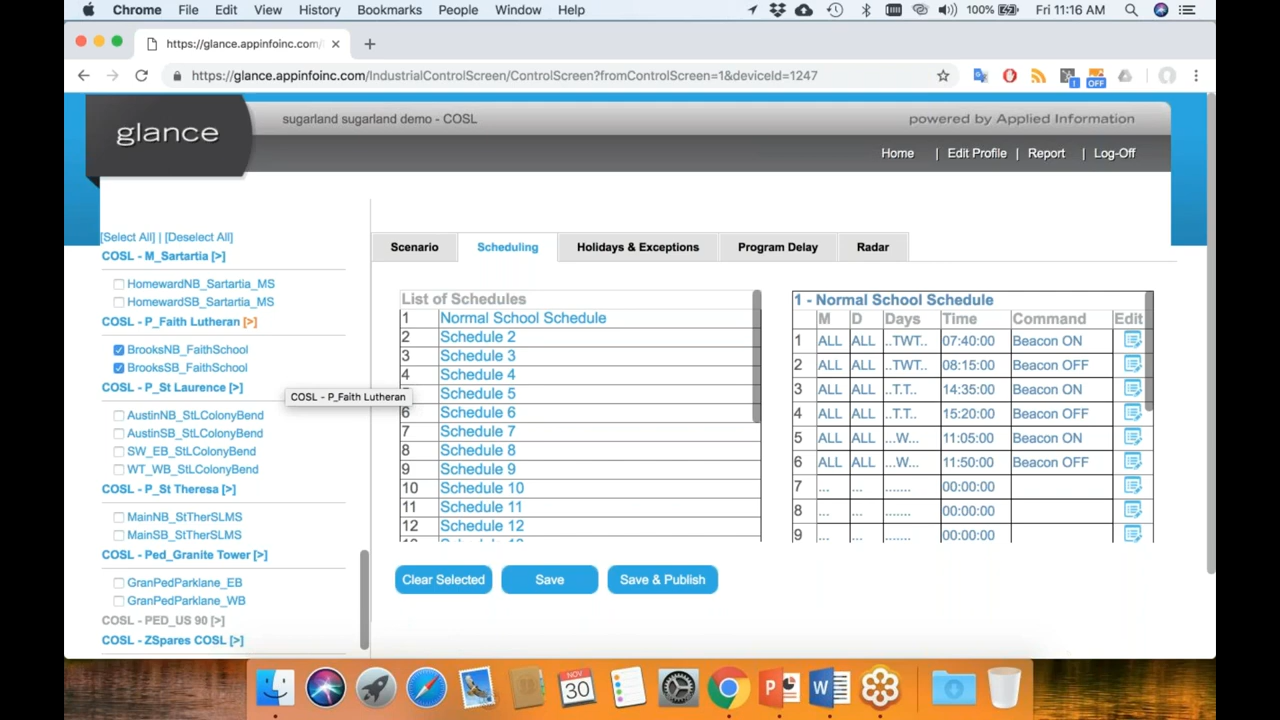 Chrome File Edit View History Bookmarks People Window Help 100% Fri 11:16 AM
https://glance.appinfoinc.com/
https://glance.appinfoinc.com/IndustrialControlScreen/ControlScreen?fromControlScreen=1&deviceId=1247
OFF
glance
sugarland sugarland demo - COSL
powered by Applied Information
Home | Edit Profile | Report | Log-Off
[Select All] | [Deselect All]
COSL - M_Sartartia [>]
HomewardNB_Sartartia_MS
HomewardSB_Sartartia_MS
COSL - P_Faith Lutheran [>]
BrooksNB_FaithSchool
BrooksSB_FaithSchool
COSL - P_St Laurence [>]
COSL - P_Faith Lutheran
AustinNB_StLColonyBend
AustinSB_StLColonyBend
SW_EB_StLColonyBend
WT_WB_StLColonyBend
COSL - P_St Theresa [>]
MainNB_StTherSLMS
MainSB_StTherSLMS
COSL - Ped_Granite Tower [>]
GranPedParklane_EB
GranPedParklane_WB
COSL - PED_US 90 [>]
COSL - ZSpares COSL [>]
Scenario Scheduling Holidays & Exceptions Program Delay Radar
List of Schedules
1 Normal School Schedule
2 Schedule 2
3 Schedule 3
4 Schedule 4
Schedule 5
6 Schedule 6
7 Schedule 7
8 Schedule 8
9 Schedule 9
10 Schedule 10
11 Schedule 11
12 Schedule 12
1 - Normal School Schedule
M D Days Time Command Edit
1 ALL ALL ..TWT.. 07:40:00 Beacon ON
2 ALL ALL ..TWT.. 08:15:00 Beacon OFF
3 ALL ALL ..T.T.. 14:35:00 Beacon ON
4 ALL ALL ..T.T.. 15:20:00 Beacon OFF
5 ALL ALL ...W... 11:05:00 Beacon ON
6 ALL ALL ...W... 11:50:00 Beacon OFF
7 ... ... ....... 00:00:00
8 ... ... ....... 00:00:00
9 ... ... ....... 00:00:00
Clear Selected Save Save & Publish
NOV
30
P
W